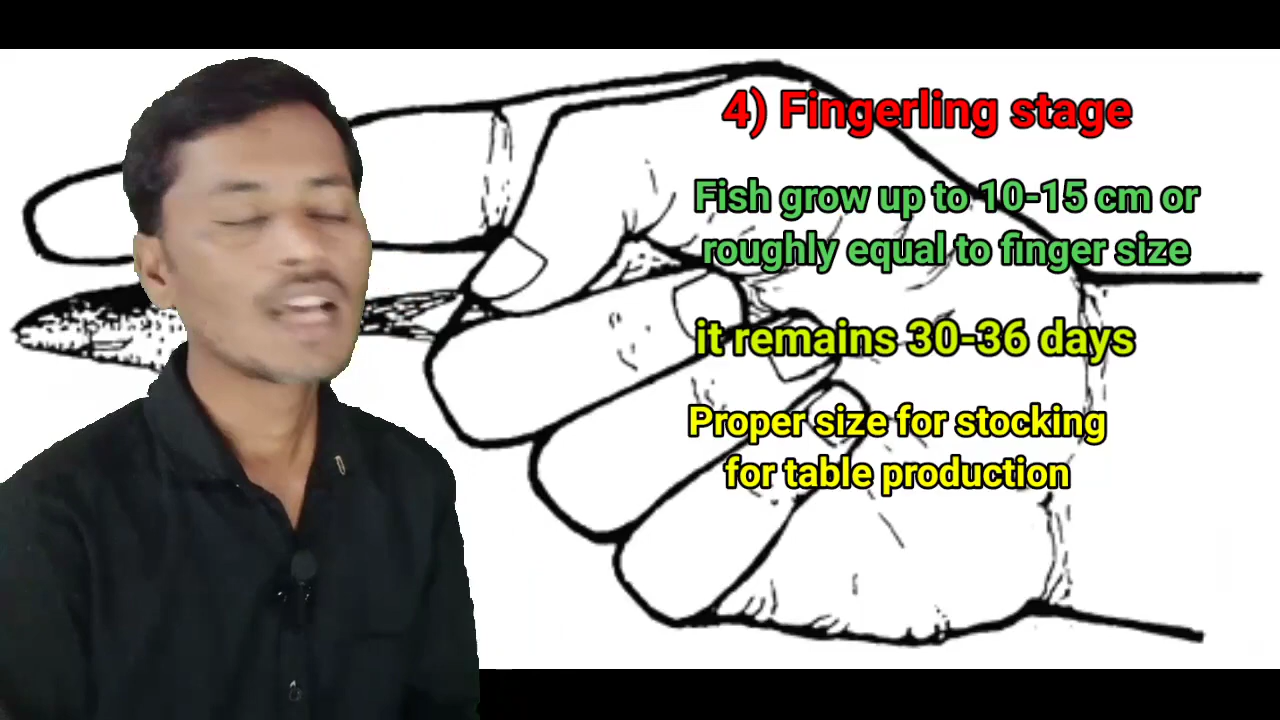 4) Fingerling stage
Fish grow up to 10-15 cm or
roughly equal to finger size
it remains 30-36 days
Proper size for stocking
for table production